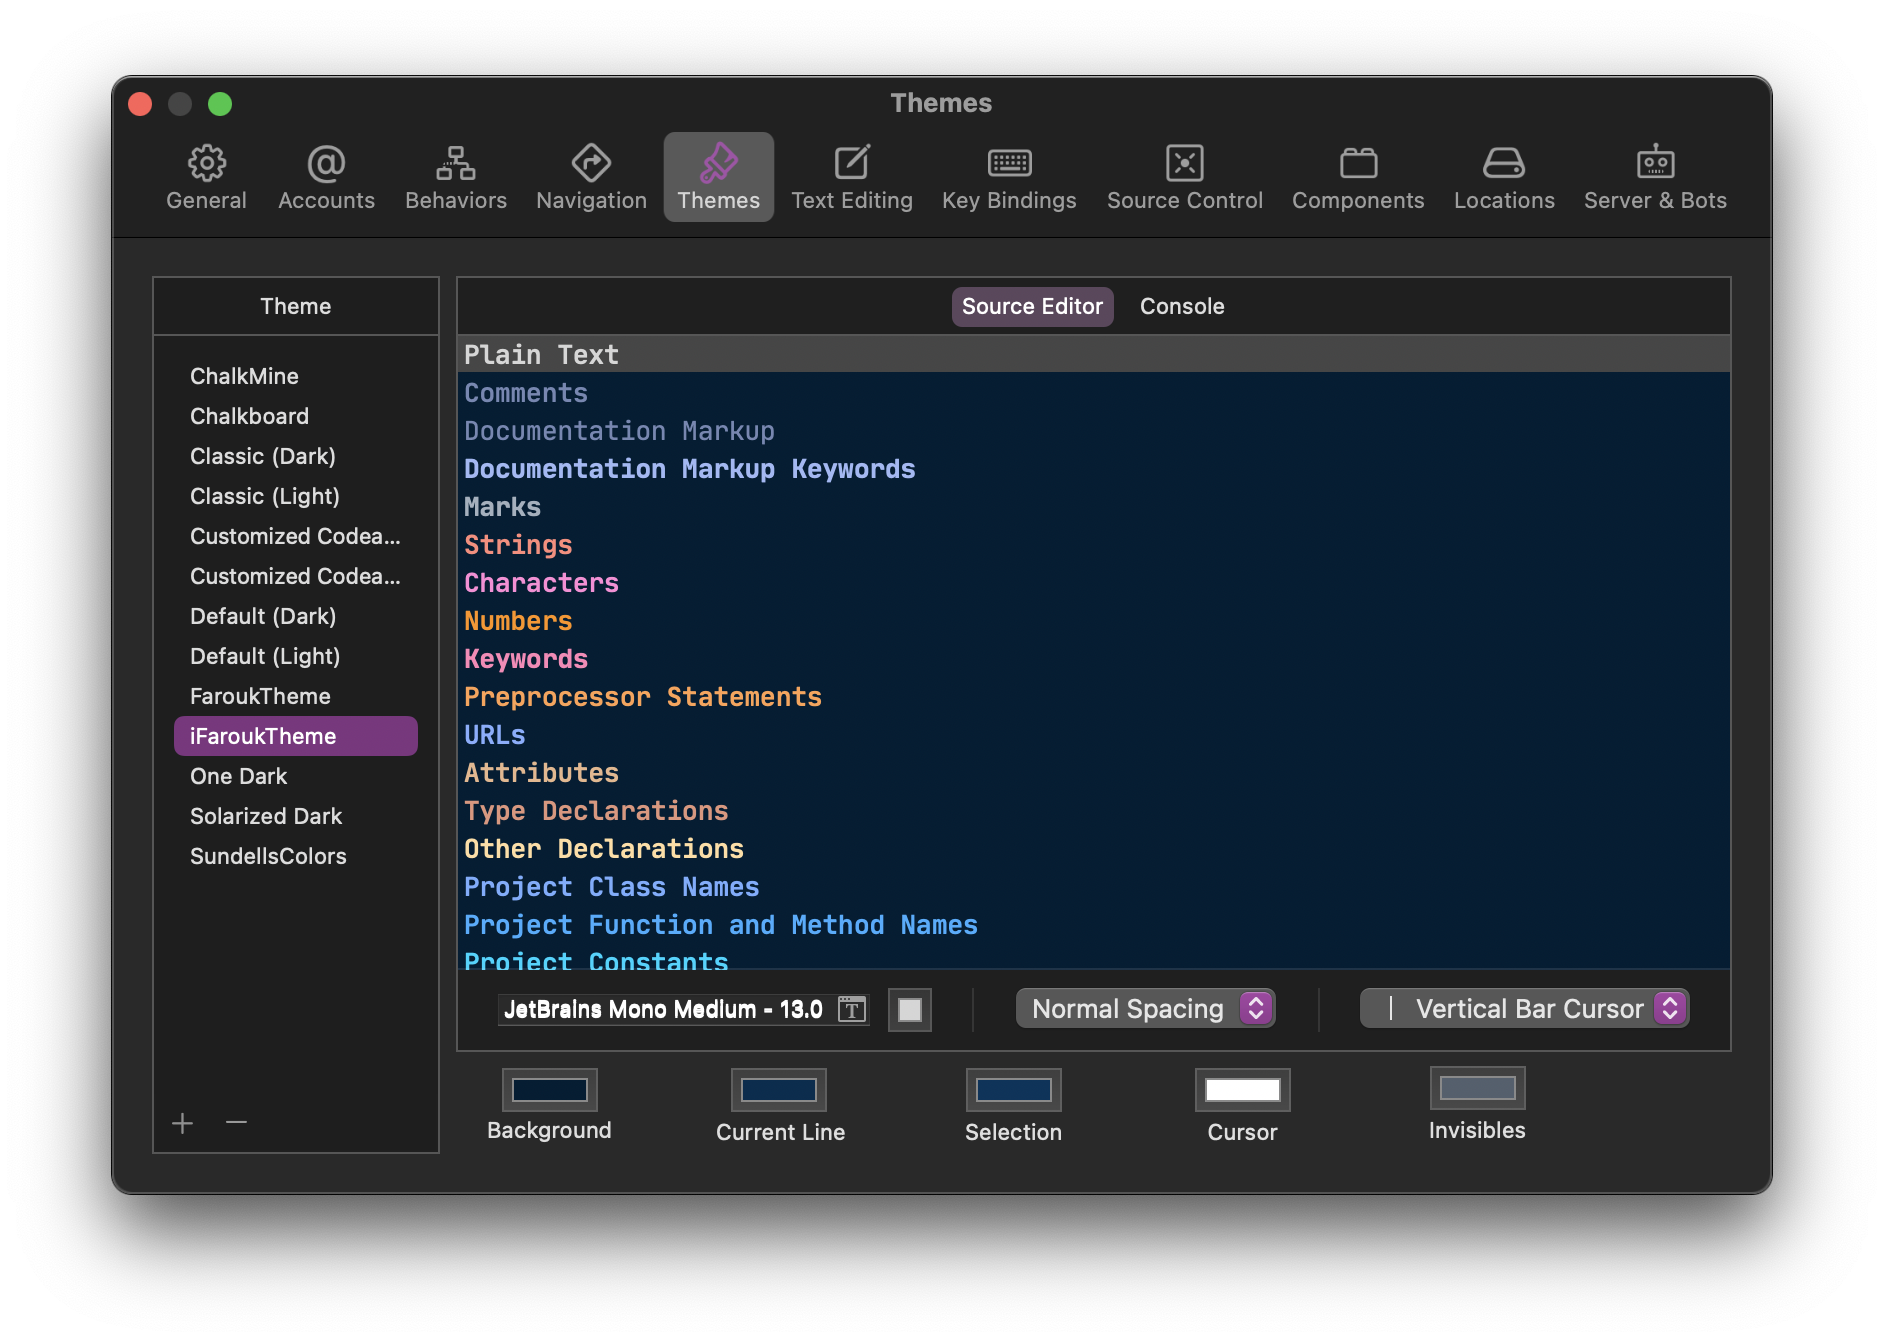 Themes
General
Accounts
Behaviors
Navigation
Themes
Text Editing
Key Bindings
Source Control
Components
Locations
Server & Bots
Theme
ChalkMine
Chalkboard
Classic (Dark)
Classic (Light)
Customized Codea...
Customized Codea...
Default (Dark)
Default (Light)
FaroukTheme
iFaroukTheme
One Dark
Solarized Dark
SundellsColors
Source Editor
Console
Plain Text
Comments
Documentation Markup
Documentation Markup Keywords
Marks
Strings
Characters
Numbers
Keywords
Preprocessor Statements
URLs
Attributes
Type Declarations
Other Declarations
Project Class Names
Project Function and Method Names
Project Constants
JetBrains Mono Medium - 13.0
Normal Spacing
Vertical Bar Cursor
Background
Current Line
Selection
Cursor
Invisibles